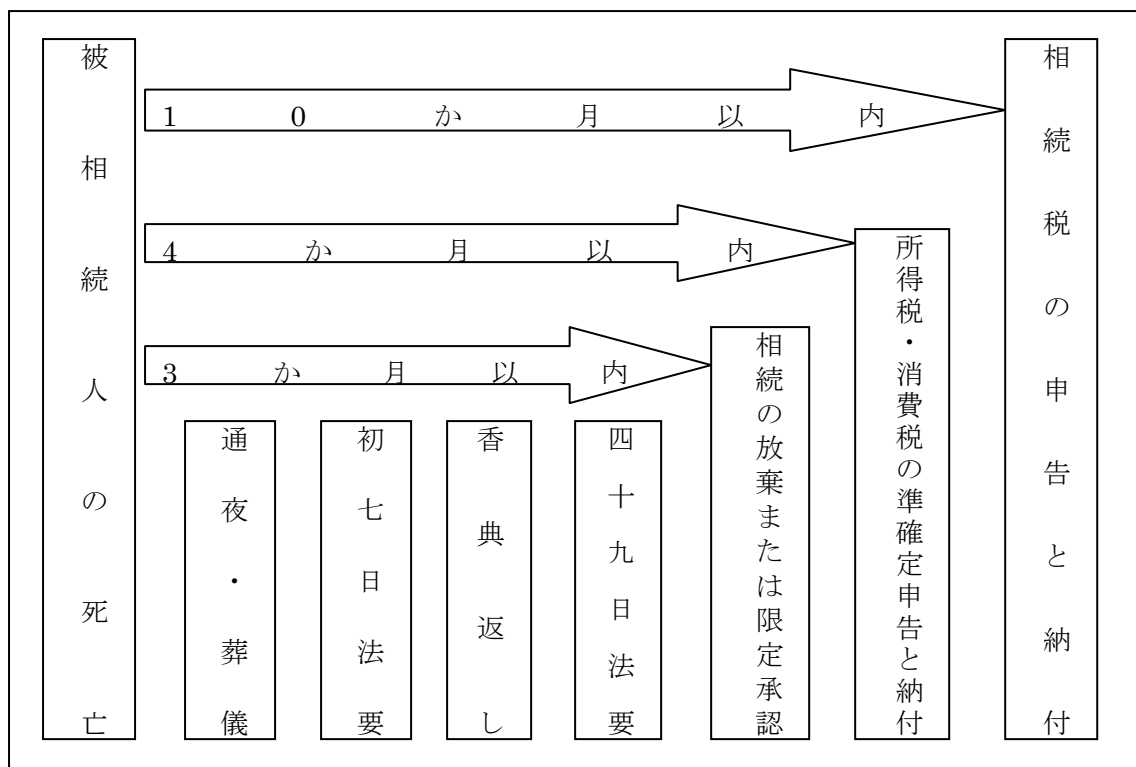 被相続人の死亡
10か月以内
4か月以内
3か月以内
通夜・葬儀
初七日法要
香典返し
四十九日法要
相続の放棄または限定承認
所得税・消費税の準確定申告と納付
相続税の申告と納付